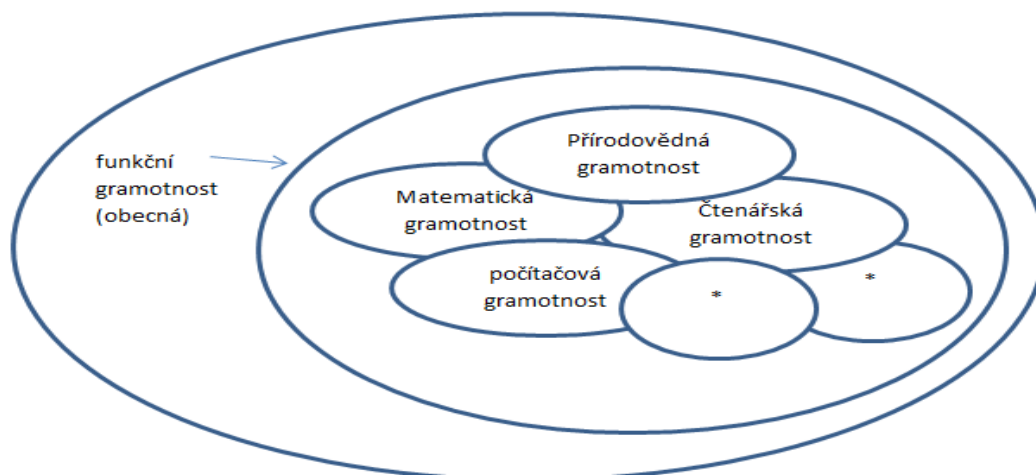 funkční
gramotnost
(obecná)
Přírodovědná
gramotnost
Matematická
gramotnost
Čtenářská
gramotnost
počítačová
gramotnost
*
*